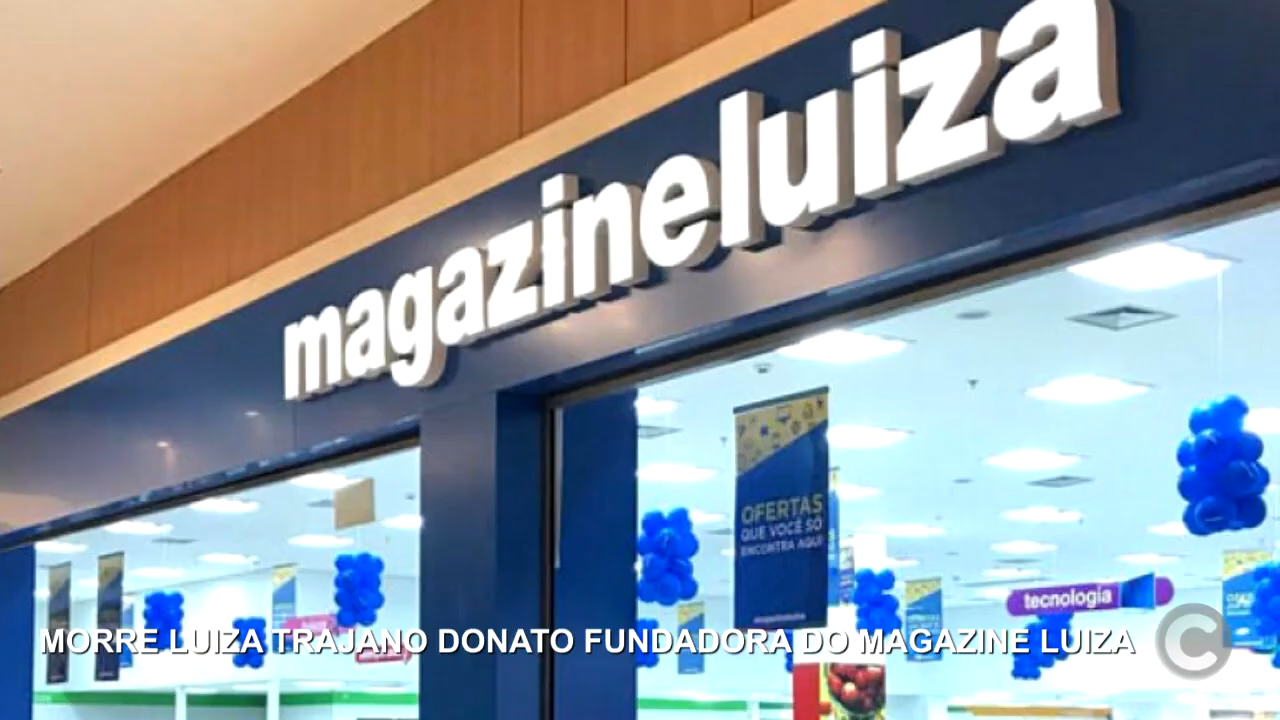 magazineluiza
OFERTAS
QUE VOCÊ SÓ
ENCONTRA AQUI
tecnologia
MORRE LUIZA TRAJANO DONATO FUNDADORA DO MAGAZINE LUIZA
C